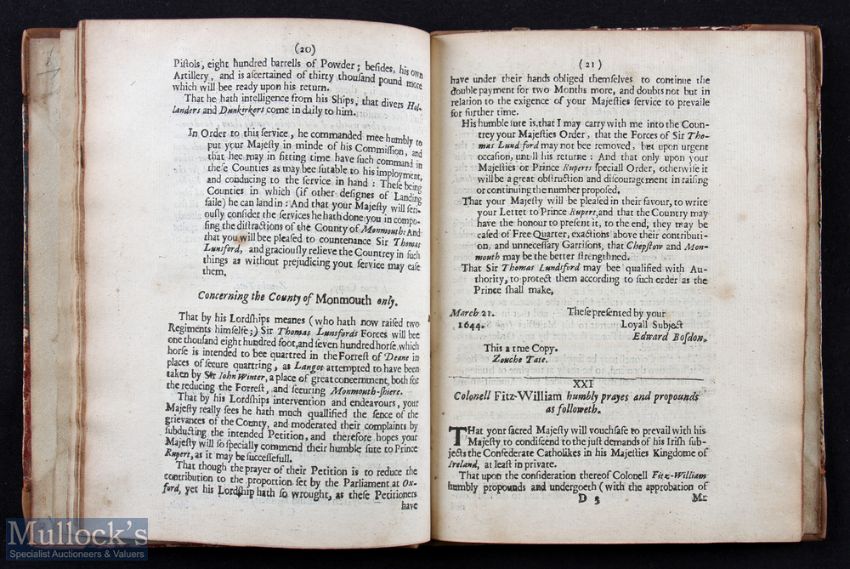 (20)
Pistols, eight hundred barrells of Powder; besides, his own
Artillery, and is ascertained of thirty thousand pound more
which will bee ready upon his return.
That he hath intelligence from his Ships, that divers Hol-
landers and Dunkerkers come in daily to him.
In Order to this service, he commanded mee humbly to
put your Majesty in minde of his Commission, and
that hee may in fitting time have such command in
these Counties as may bee sutable to his imployment,
and conducing to the service in hand: These being
Counties in which (if other designes of Landing
faile) he can land in: And that your Majesty will seri-
ously consider the services he hath done you in compo-
sing the distractions of the County of Monmouth: And
that you will bee pleased to countenance Sir Thomas
Lunsford, and graciously relieve the Countrey in such
things as without prejudicing your service may ease
them.
Concerning the County of Monmouth only.
That by his Lordships meanes (who hath now raised two
Regiments himselfe;) Sir Thomas Lunsfords Forces will bee
one thousand eight hundred foot, and seven hundred horse, which
horse is intended to bee quartred in the Forrest of Deane in
places of secure quartring, as Langot attempted to have been
taken by Sir John Winter, a place of great concernment, both for
the reducing the Forrest, and securing Monmouth-shiere.
That by his Lordships intervention and endeavours, your
Majesty really sees he hath much quallified the sence of the
grievances of the County, and moderated their complaints by
subducting the intended Petition, and therefore hopes your
Majesty will so specially commend their humble sute to Prince
Rupert, as it may be successefull.
That though the prayer of their Petition is to reduce the
contribution to the proportion set by the Parliament at Ox-
ford, yet his Lordship hath so wrought, as these Petitioners
have
(21)
have under their hands obliged themselves to continue the
double payment for two Months more, and doubts not but in
relation to the exigence of your Majesties service to prevaile
for further time.
His humble sute is, that I may carry with me into the Coun-
trey your Majesties Order, that the Forces of Sir Tho-
mas Lundsford may not bee removed, but upon urgent
occasion, untill his returne: And that only upon your
Majesties or Prince Ruperts speciall Order, otherwise it
will be a great obstruction and discouragement in raising
or continuing the number proposed.
That your Majesty will be pleased in their favour, to write
your Letter to Prince Rupert, and that the Country may
have the honour to present it, to the end, they may be
eased of Free Quarter, exactions above their contributi-
on, and unnecessary Garrisons, that Chepstow and Mon-
mouth may be the better strengthned.
That Sir Thomas Lundsford may bee qualified with Au-
thority, to protect them according to such order as the
Prince shall make,
March 21. These presented by your
1644. Loyall Subject
Edward Bosdon.
This a true Copy.
Zouche Tate.
XXI
Colonell Fitz-William humbly prayes and propounds
as followeth.
THat your sacred Majesty will vouchsafe to prevail with his
Majesty to condiscend to the just demands of his Irish sub-
jects the Confederate Catholikes in his Majesties Kingdome of
Ireland, at least in private.
That upon the consideration thereof Colonell Fitz-William
humbly propounds and undergoeth (with the approbation of
D 3 Mr
Mullock's
Specialist Auctioneers & Valuers